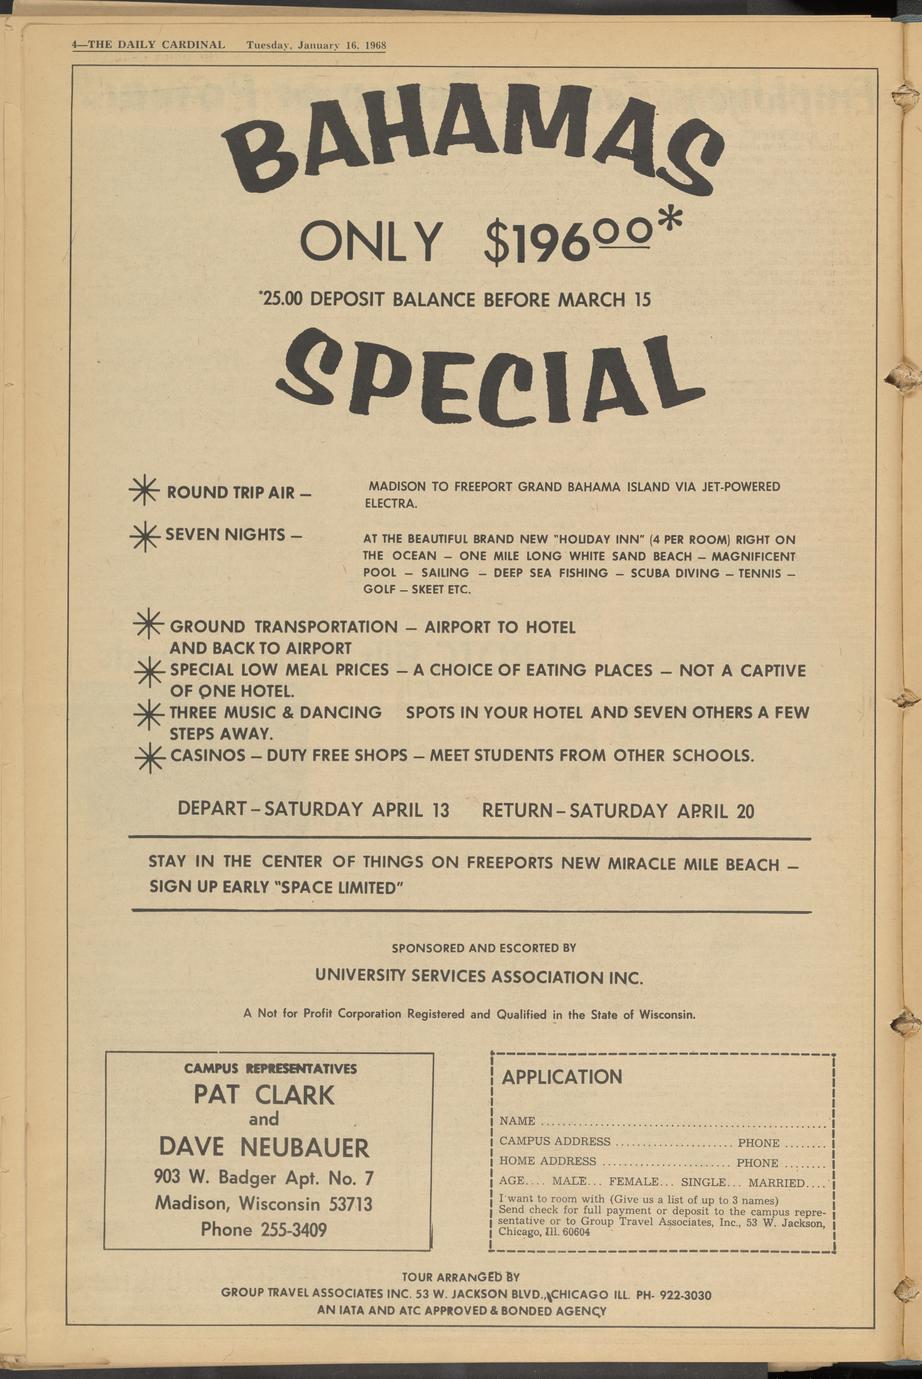 4—THE DAILY CARDINAL Tuesday, January 16, 1968
BAHAMAS
ONLY $196.00*
*25.00 DEPOSIT BALANCE BEFORE MARCH 15
SPECIAL
ROUND TRIP AIR — MADISON TO FREEPORT GRAND BAHAMA ISLAND VIA JET-POWERED
ELECTRA.
SEVEN NIGHTS — AT THE BEAUTIFUL BRAND NEW "HOLIDAY INN" (4 PER ROOM) RIGHT ON
THE OCEAN — ONE MILE LONG WHITE SAND BEACH — MAGNIFICENT
POOL — SAILING — DEEP SEA FISHING — SCUBA DIVING — TENNIS —
GOLF — SKEET ETC.
GROUND TRANSPORTATION — AIRPORT TO HOTEL
AND BACK TO AIRPORT
SPECIAL LOW MEAL PRICES — A CHOICE OF EATING PLACES — NOT A CAPTIVE
OF ONE HOTEL.
THREE MUSIC & DANCING SPOTS IN YOUR HOTEL AND SEVEN OTHERS A FEW
STEPS AWAY.
CASINOS — DUTY FREE SHOPS — MEET STUDENTS FROM OTHER SCHOOLS.
DEPART — SATURDAY APRIL 13 RETURN — SATURDAY APRIL 20
STAY IN THE CENTER OF THINGS ON FREEPORTS NEW MIRACLE MILE BEACH —
SIGN UP EARLY "SPACE LIMITED"
SPONSORED AND ESCORTED BY
UNIVERSITY SERVICES ASSOCIATION INC.
A Not for Profit Corporation Registered and Qualified in the State of Wisconsin.
CAMPUS REPRESENTATIVES
PAT CLARK
and
DAVE NEUBAUER
903 W. Badger Apt. No. 7
Madison, Wisconsin 53713
Phone 255-3409
APPLICATION
NAME ........
CAMPUS ADDRESS ........ PHONE ........
HOME ADDRESS ........ PHONE ........
AGE.... MALE... FEMALE... SINGLE... MARRIED....
I want to room with (Give us a list of up to 3 names)
Send check for full payment or deposit to the campus repre-
sentative or to Group Travel Associates, Inc., 53 W. Jackson,
Chicago, Ill. 60604
TOUR ARRANGED BY
GROUP TRAVEL ASSOCIATES INC. 53 W. JACKSON BLVD., CHICAGO ILL. PH- 922-3030
AN IATA AND ATC APPROVED & BONDED AGENCY